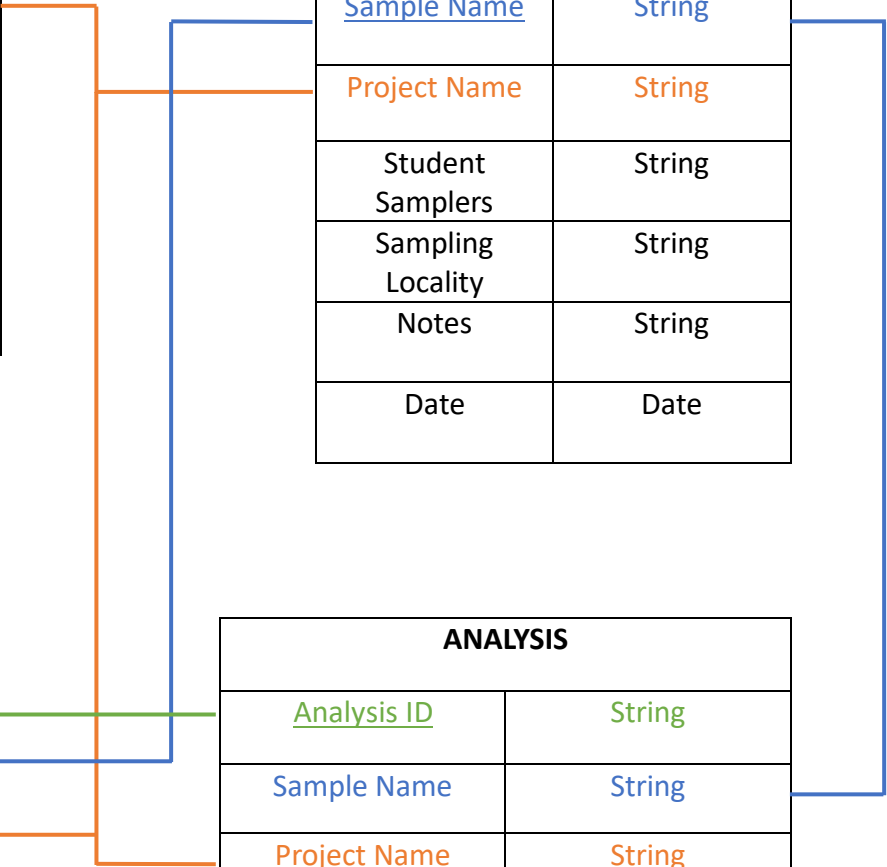 Sample Name String
Project Name String
Student String
Samplers
Sampling String
Locality
Notes String
Date Date
ANALYSIS
Analysis ID String
Sample Name String
Project Name String